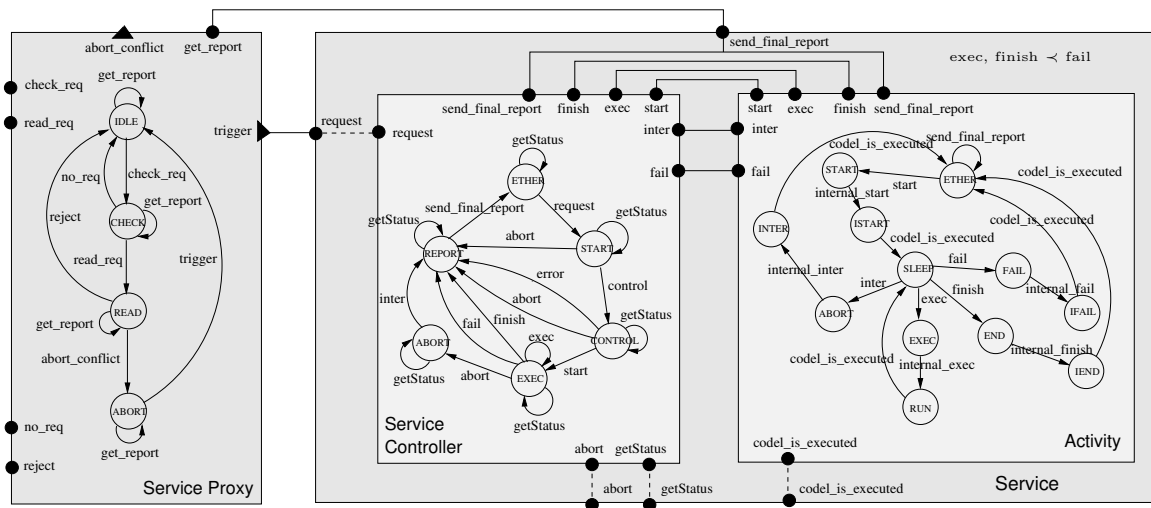 abort_conflict
get_report
send_final_report
exec, finish ≺ fail
get_report
check_req
IDLE
read_req
no_req
check_req
get_report
CHECK
reject
read_req
trigger
READ
get_report
abort_conflict
ABORT
get_report
no_req
reject
Service Proxy
trigger
request
send_final_report
finish
exec
start
request
inter
fail
getStatus
ETHER
send_final_report
request
getStatus
getStatus
REPORT
abort
START
error
control
inter
abort
getStatus
fail
finish
exec
CONTROL
ABORT
getStatus
abort
EXEC
start
getStatus
Service
Controller
abort
getStatus
abort
getStatus
start
exec
finish
send_final_report
inter
fail
codel_is_executed
send_final_report
START
start
ETHER
codel_is_executed
internal_start
INTER
ISTART
codel_is_executed
codel_is_executed
SLEEP
fail
FAIL
internal_inter
inter
finish
internal_fail
ABORT
exec
IFAIL
EXEC
END
codel_is_executed
internal_exec
internal_finish
IEND
RUN
Activity
codel_is_executed
codel_is_executed
Service